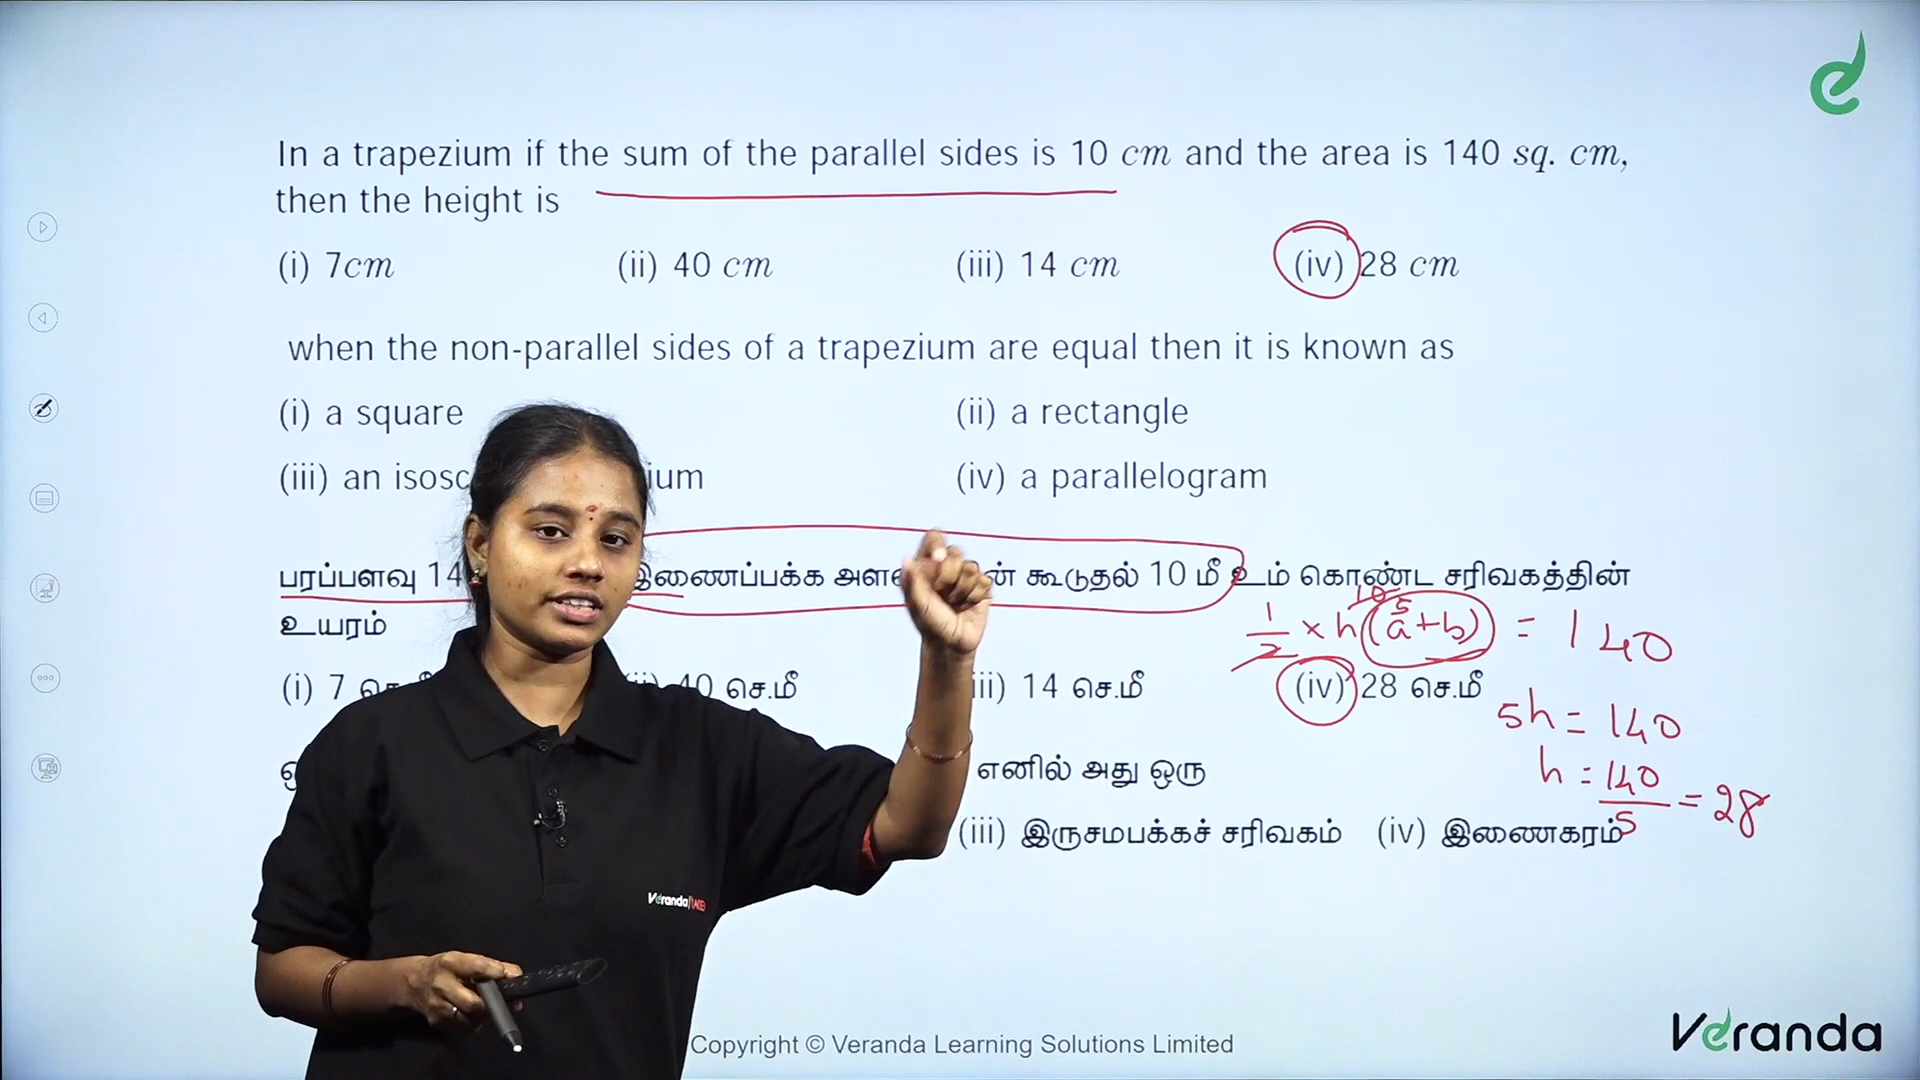 In a trapezium if the sum of the parallel sides is 10 cm and the area is 140 sq. cm,
then the height is
(i) 7cm (ii) 40 cm (iii) 14 cm (iv) 28 cm
when the non-parallel sides of a trapezium are equal then it is known as
(i) a square (ii) a rectangle
(iii) an isosc ium (iv) a parallelogram
பரப்பளவு 14 இணைப்பக்க ன் கூடுதல் 10 மீ உம் கொண்ட சரிவகத்தின்
உயரம்
10 5
1/2 × h (a+b) = 140
(i) 7 (ii) 40 செ.மீ (iii) 14 செ.மீ (iv) 28 செ.மீ
5h = 140
எனில் அது ஒரு
h = 140/5 = 28
(iii) இருசமபக்கச் சரிவகம் (iv) இணைகரம்
Veranda
Copyright © Veranda Learning Solutions Limited
Veranda